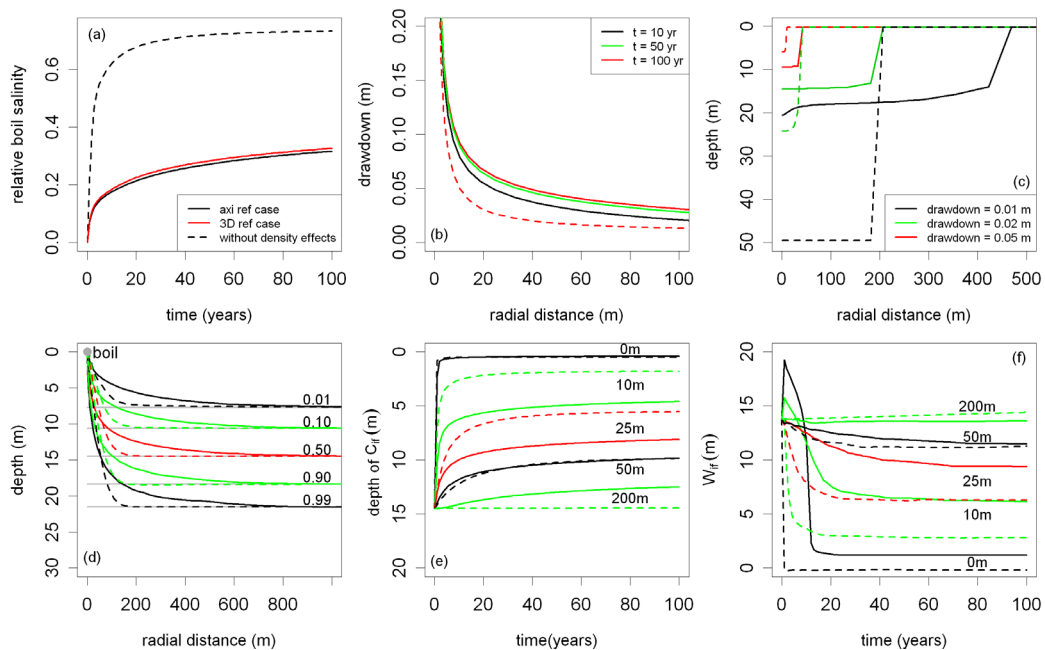 (a)
relative boil salinity
0.0 0.2 0.4 0.6
axi ref case
3D ref case
without density effects
0 20 40 60 80 100
time (years)
drawdown (m)
0.00 0.05 0.10 0.15 0.20
t = 10 yr
t = 50 yr
t = 100 yr
(b)
0 20 40 60 80 100
radial distance (m)
depth (m)
0 10 20 30 40 50
(c)
drawdown = 0.01 m
drawdown = 0.02 m
drawdown = 0.05 m
0 100 200 300 400 500
radial distance (m)
boil
depth (m)
0 5 10 15 20 25 30
0.01
0.10
0.50
0.90
0.99
(d)
0 200 400 600 800
radial distance (m)
depth of Cif (m)
0 5 10 15 20
0m
10m
25m
50m
200m
(e)
0 20 40 60 80 100
time(years)
(f)
Wif (m)
0 5 10 15 20
200m
50m
25m
10m
0m
0 20 40 60 80 100
time (years)